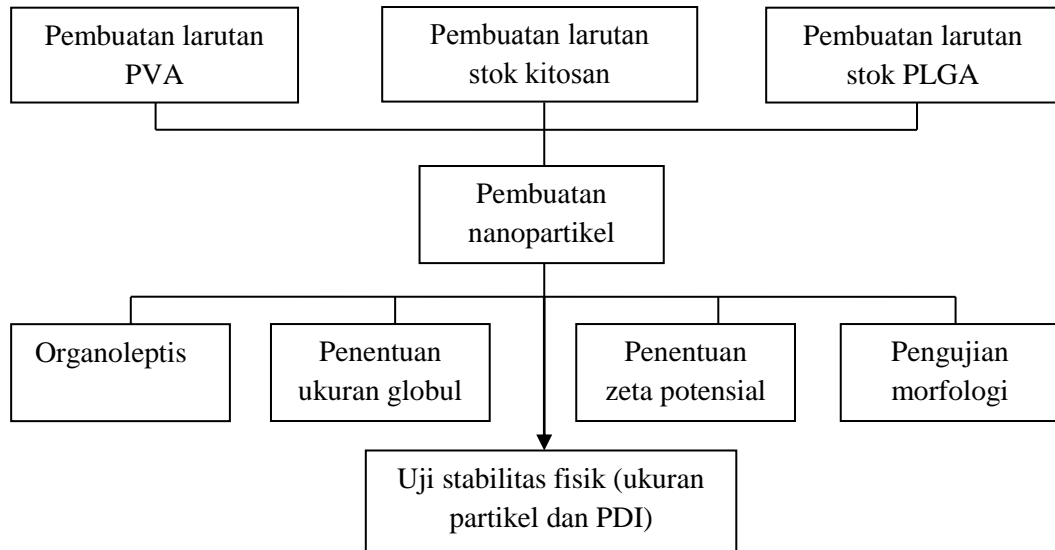 Pembuatan larutan
PVA
Pembuatan larutan
stok kitosan
Pembuatan larutan
stok PLGA
Pembuatan
nanopartikel
Organoleptis
Penentuan
ukuran globul
Penentuan
zeta potensial
Pengujian
morfologi
Uji stabilitas fisik (ukuran
partikel dan PDI)